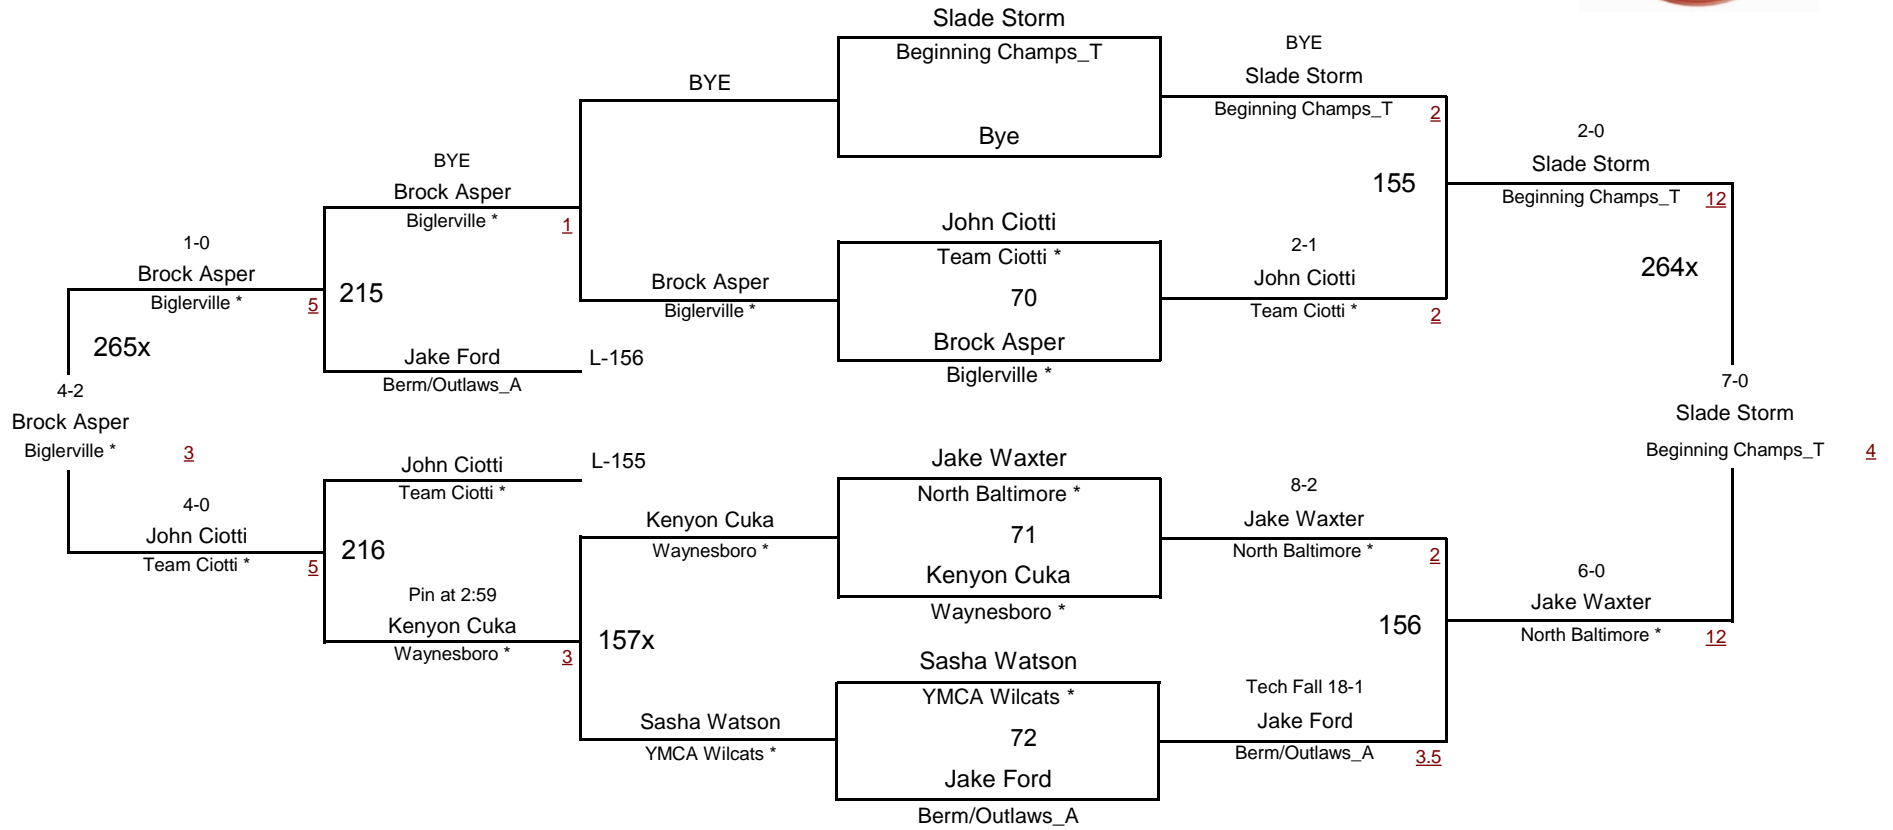 Slade Storm
Beginning Champs_T
BYE
BYE
Slade Storm
Beginning Champs_T 2
Bye
2-0
Slade Storm
Beginning Champs_T 12
BYE
Brock Asper
Biglerville * 1
155
John Ciotti
Team Ciotti *
70
Brock Asper
Biglerville *
2-1
John Ciotti
Team Ciotti * 2
1-0
Brock Asper
Biglerville * 5
215
Brock Asper
Biglerville *
264x
265x
Jake Ford L-156
Berm/Outlaws_A
4-2
Brock Asper
Biglerville * 3
7-0
Slade Storm
Beginning Champs_T 4
John Ciotti L-155
Team Ciotti *
Jake Waxter
North Baltimore *
71
Kenyon Cuka
Waynesboro *
8-2
Jake Waxter
North Baltimore * 2
4-0
John Ciotti
Team Ciotti * 5
216
Kenyon Cuka
Waynesboro *
Pin at 2:59
Kenyon Cuka
Waynesboro * 3
157x
156
6-0
Jake Waxter
North Baltimore * 12
Sasha Watson
YMCA Wilcats *
72
Jake Ford
Berm/Outlaws_A
Sasha Watson
YMCA Wilcats *
Tech Fall 18-1
Jake Ford
Berm/Outlaws_A 3.5